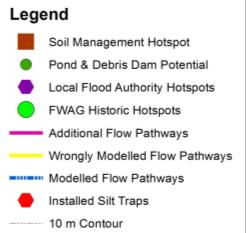 Legend
Soil Management Hotspot
Pond & Debris Dam Potential
Local Flood Authority Hotspots
FWAG Historic Hotspots
Additional Flow Pathways
Wrongly Modelled Flow Pathways
Modelled Flow Pathways
Installed Silt Traps
10 m Contour